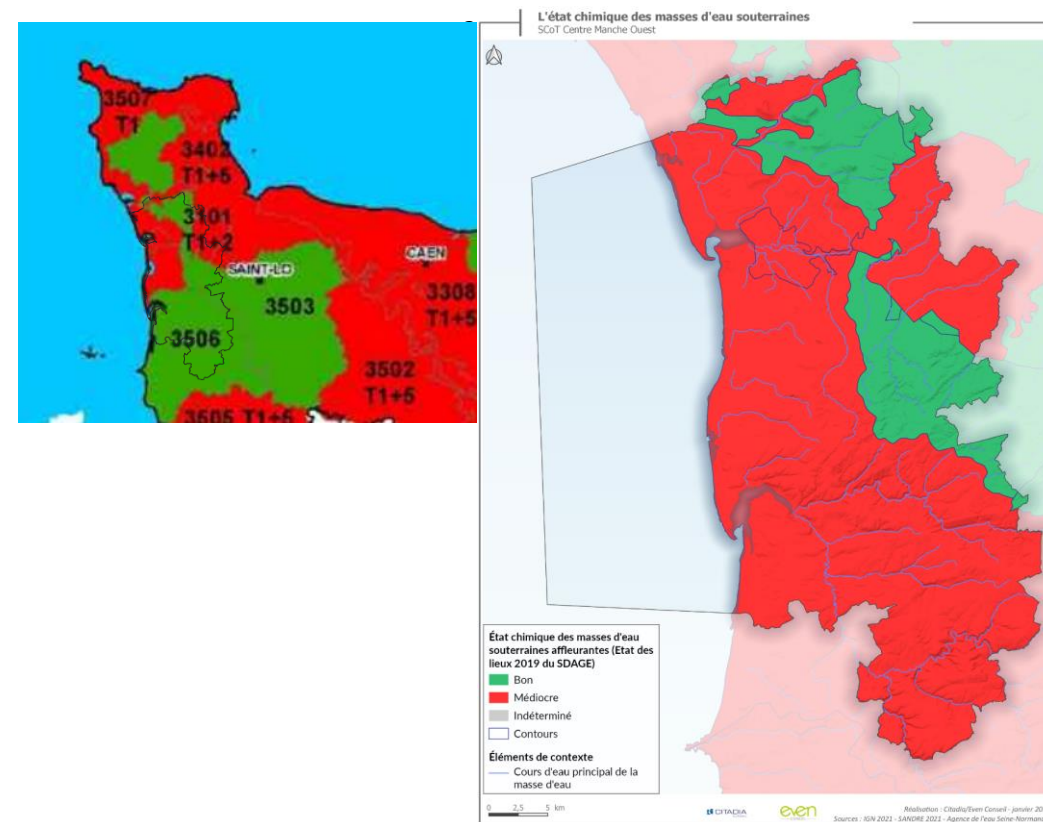 3507
T1
3402
T1+5
3101
T1+2
SAINT-LO
CAEN
3503
3308
T1+5
3506
3502
T1+5
3505 T1+5
L'état chimique des masses d'eau souterraines
SCoT Centre Manche Ouest
État chimique des masses d'eau
souterraines affleurantes (Etat des
lieux 2019 du SDAGE)
Bon
Médiocre
Indéterminé
Contours
Éléments de contexte
Cours d'eau principal de la
masse d'eau
0 2,5 5 km
CITADIA
even
CONSEIL
Réalisation : Citadia/Even Conseil - janvier 20
Sources : IGN 2021 - SANDRE 2021 - Agence de l'eau Seine-Norman